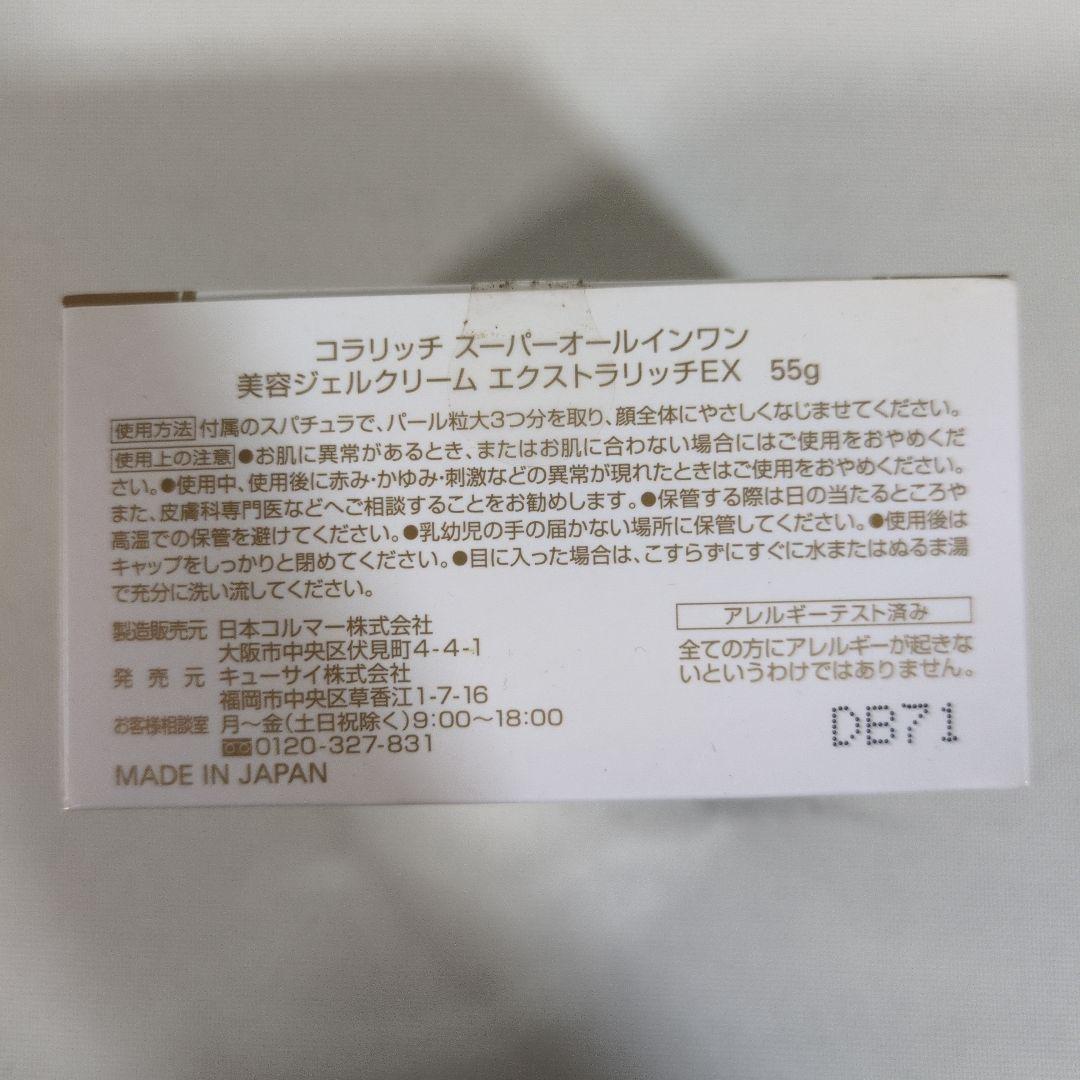 コラリッチ スーパーオールインワン
美容ジェルクリーム エクストラリッチEX 55g
使用方法 付属のスパチュラで、パール粒大3つ分を取り、顔全体にやさしくなじませてください。
使用上の注意 ●お肌に異常があるとき、またはお肌に合わない場合にはご使用をおやめくだ
さい。●使用中、使用後に赤み・かゆみ・刺激などの異常が現れたときはご使用をおやめください。
また、皮膚科専門医などへご相談することをお勧めします。●保管する際は日の当たるところや
高温での保管を避けてください。●乳幼児の手の届かない場所に保管してください。●使用後は
キャップをしっかりと閉めてください。●目に入った場合は、こすらずにすぐに水またはぬるま湯
で充分に洗い流してください。
製造販売元 日本コルマー株式会社
大阪市中央区伏見町4-4-1
発売元 キューサイ株式会社
福岡市中央区草香江1-7-16
お客様相談室 月～金(土日祝除く)9:00～18:00
0120-327-831
MADE IN JAPAN
アレルギーテスト済み
全ての方にアレルギーが起きな
いというわけではありません。
DB71